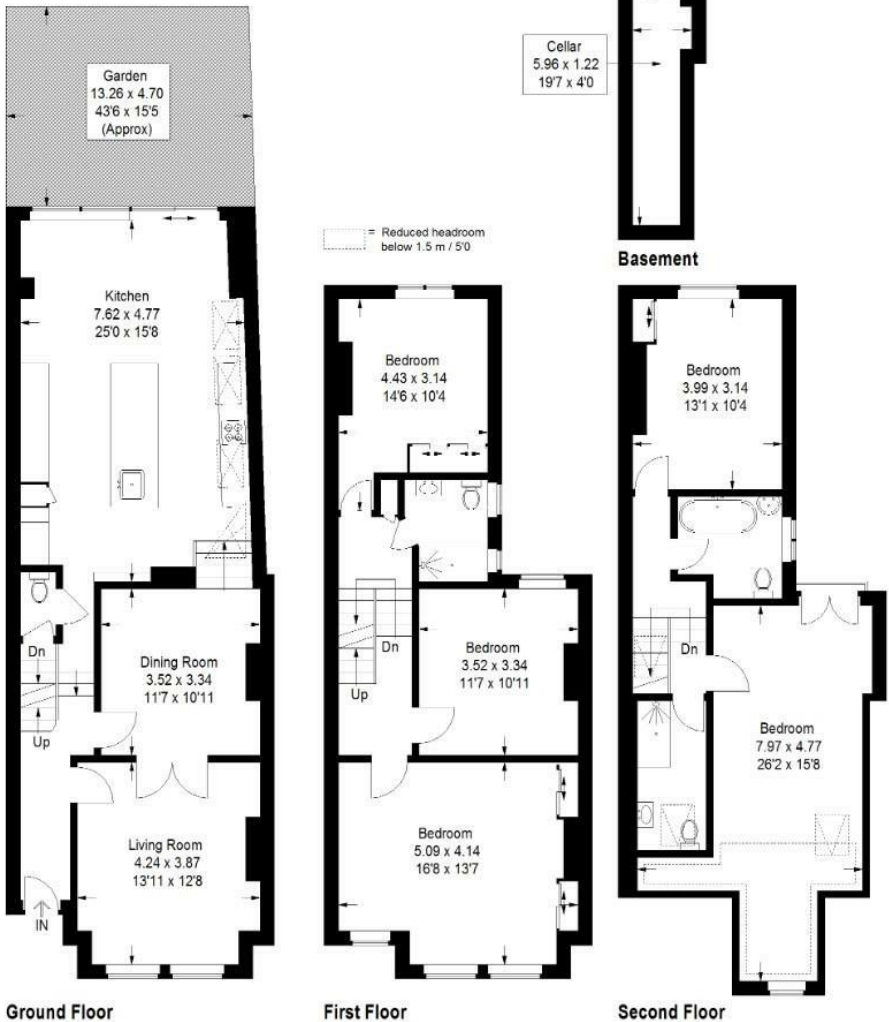 Garden
13.26 x 4.70
43'6 x 15'5
(Approx)
Cellar
5.96 x 1.22
19'7 x 4'0
Basement
= Reduced headroom
below 1.5 m / 5'0
Kitchen
7.62 x 4.77
25'0 x 15'8
Dn
Up
Dining Room
3.52 x 3.34
11'7 x 10'11
Living Room
4.24 x 3.87
13'11 x 12'8
IN
Ground Floor
Bedroom
4.43 x 3.14
14'6 x 10'4
Dn
Up
Bedroom
3.52 x 3.34
11'7 x 10'11
Bedroom
5.09 x 4.14
16'8 x 13'7
First Floor
Bedroom
3.99 x 3.14
13'1 x 10'4
Dn
Bedroom
7.97 x 4.77
26'2 x 15'8
Second Floor